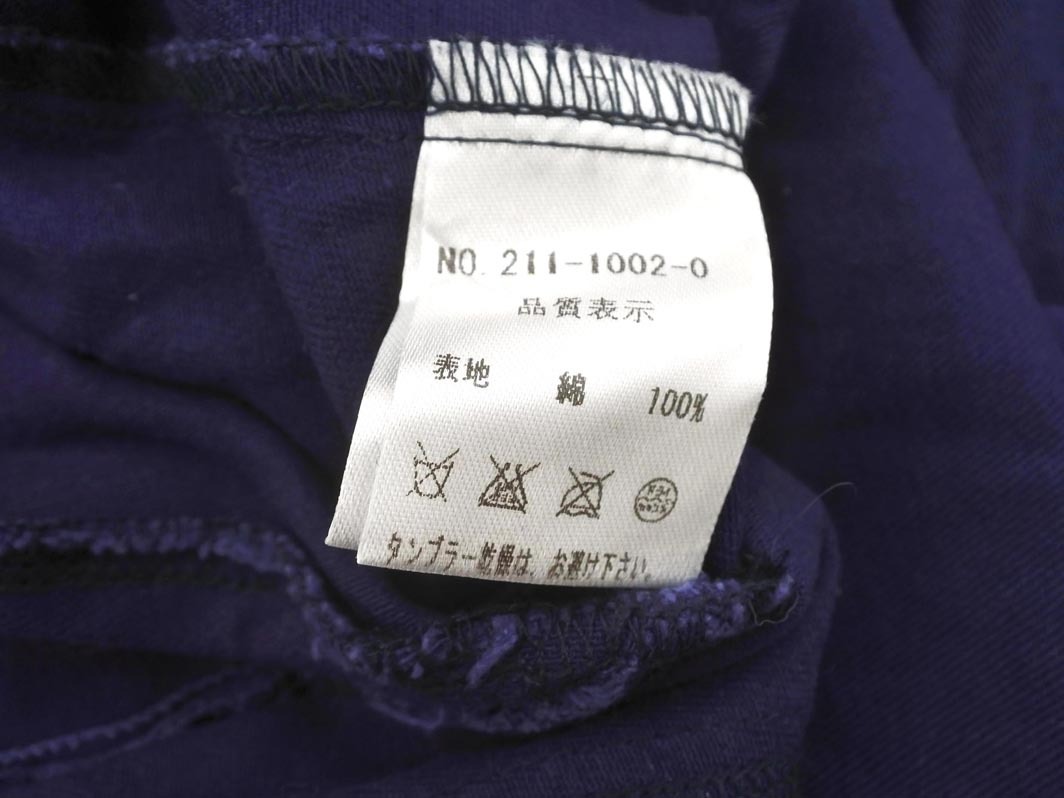 NO. 211-1002-0
品質表示
表地 綿 100%
タンブラー乾燥は、お避け下さい。